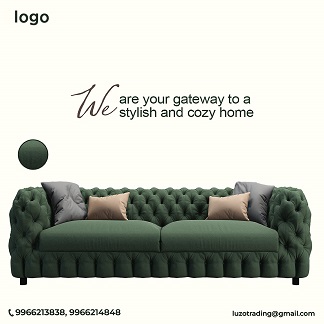 logo
We are your gateway to a
stylish and cozy home
9966213838, 9966214848
luzotrading@gmail.com